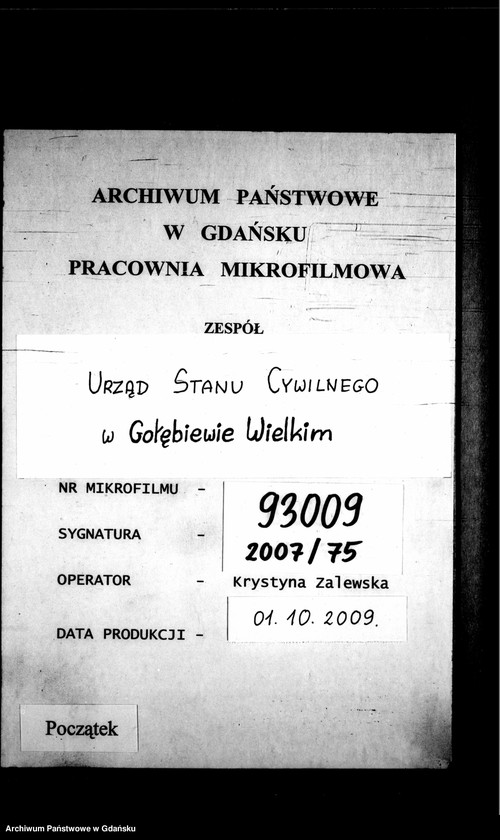 ARCHIWUM PAŃSTWOWE
W GDAŃSKU
PRACOWNIA MIKROFILMOWA
ZESPÓŁ
URZĄD STANU CYWILNEGO
w Gołębiewie Wielkim
NR MIKROFILMU - 93009
SYGNATURA - 2007/75
OPERATOR - Krystyna Zalewska
DATA PRODUKCJI - 01.10.2009.
Początek
Archiwum Państwowe w Gdańsku